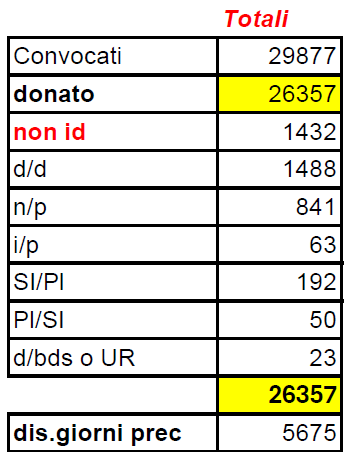 Totali
Convocati 29877
donato 26357
non id 1432
d/d 1488
n/p 841
i/p 63
SI/PI 192
PI/SI 50
d/bds o UR 23
26357
dis.giorni prec 5675